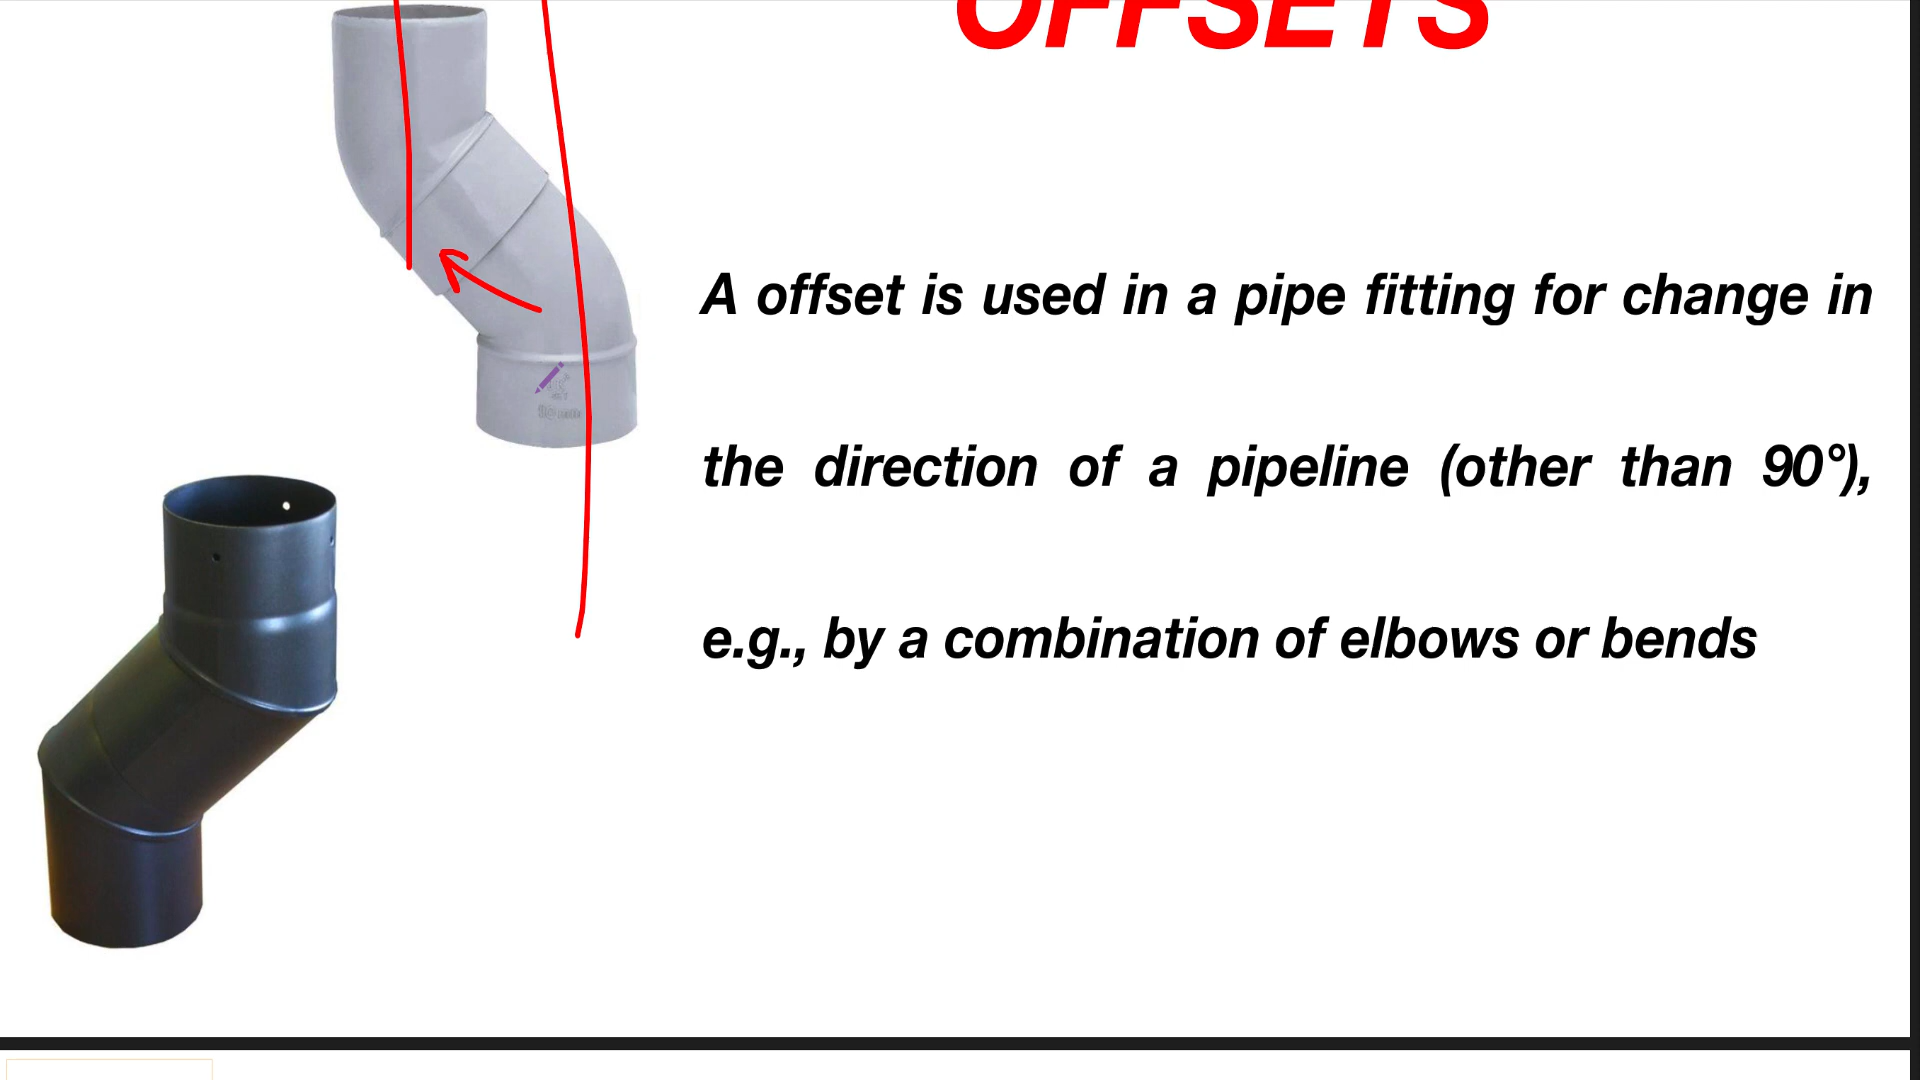 OFFSETS
A offset is used in a pipe fitting for change in
the direction of a pipeline (other than 90°),
e.g., by a combination of elbows or bends